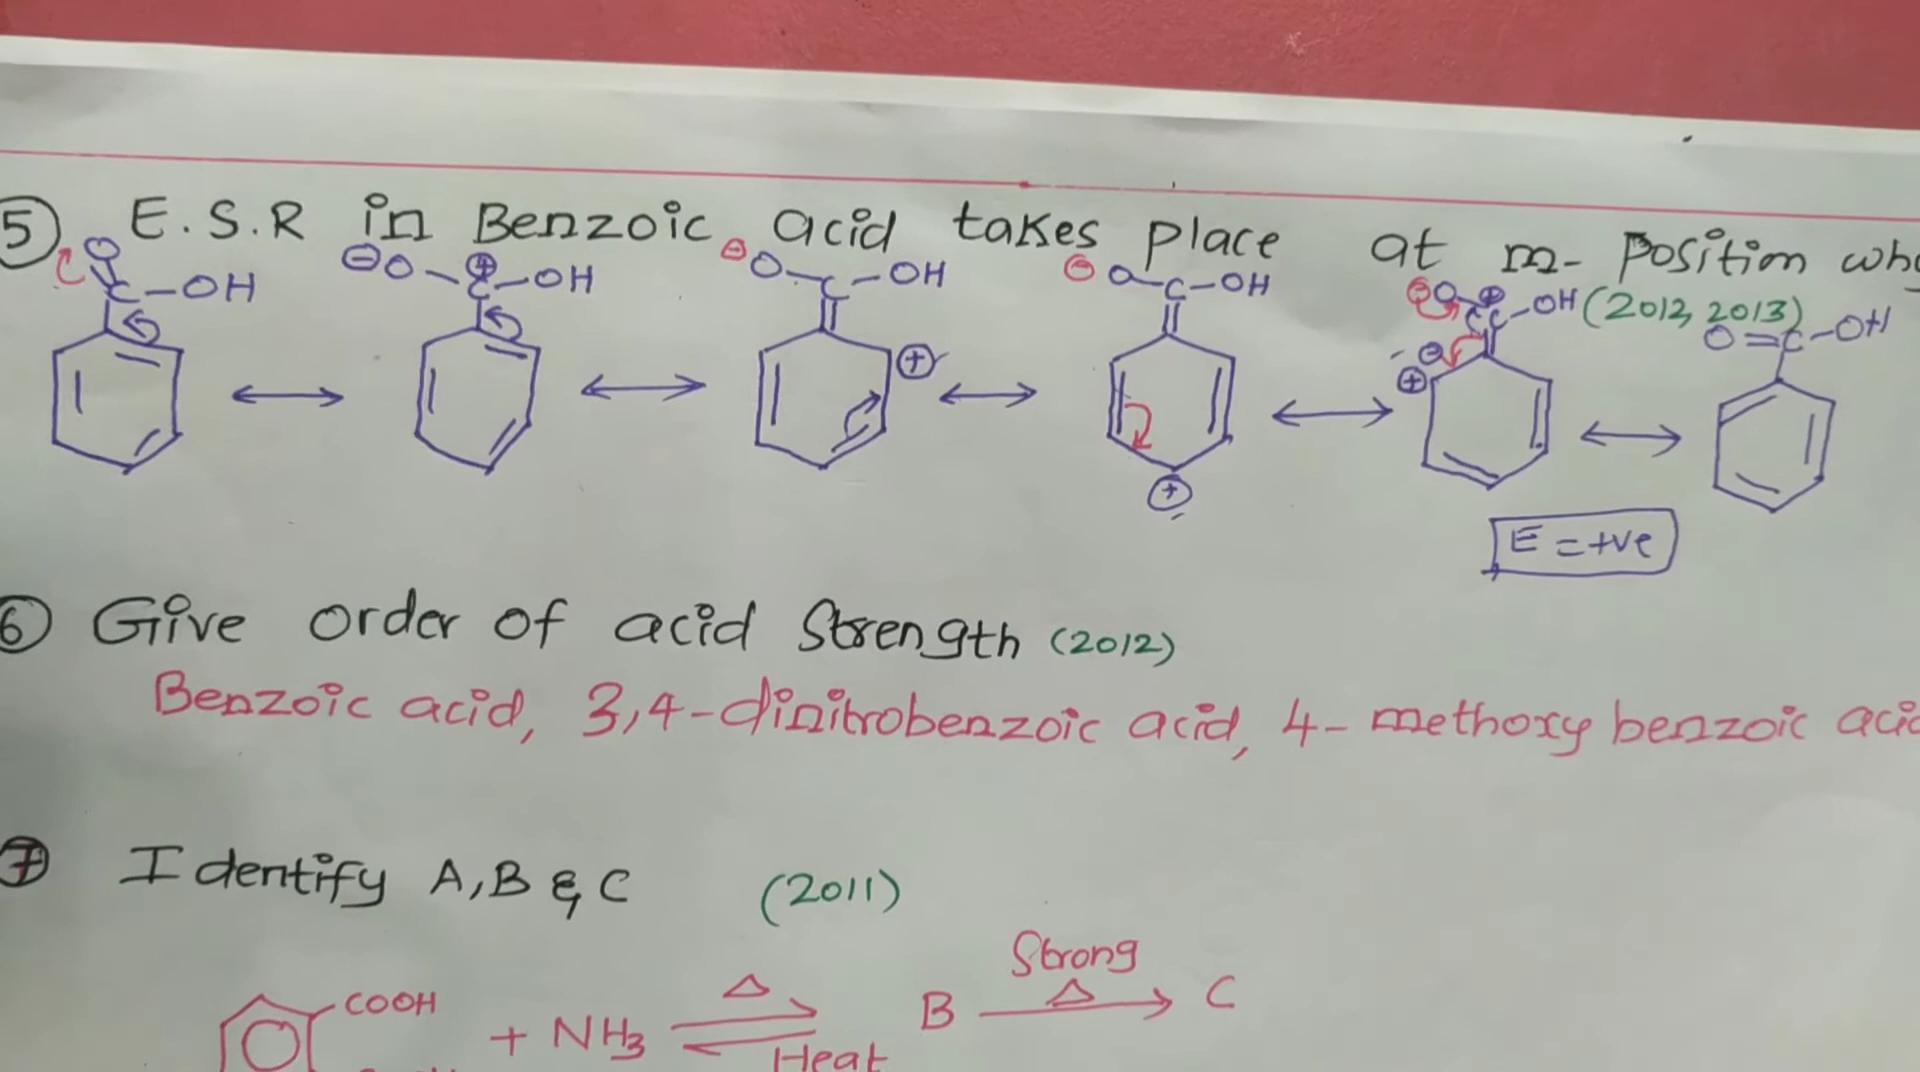 5 E.S.R in Benzoic acid takes place at m- position why
(2012, 2013)
O C-OH ⊖O-C⊕-OH ⊖O-C-OH ⊖O-C-OH ⊖O-C⊕-OH O=C-OH
⊕ ⊕ ⊕
E = +ve
6 Give order of acid strength (2012)
Benzoic acid, 3,4-dinitrobenzoic acid, 4-methoxy benzoic acid
7 Identify A, B & C (2011)
COOH + NH3 Δ ⇌ Heat B Strong Δ → C